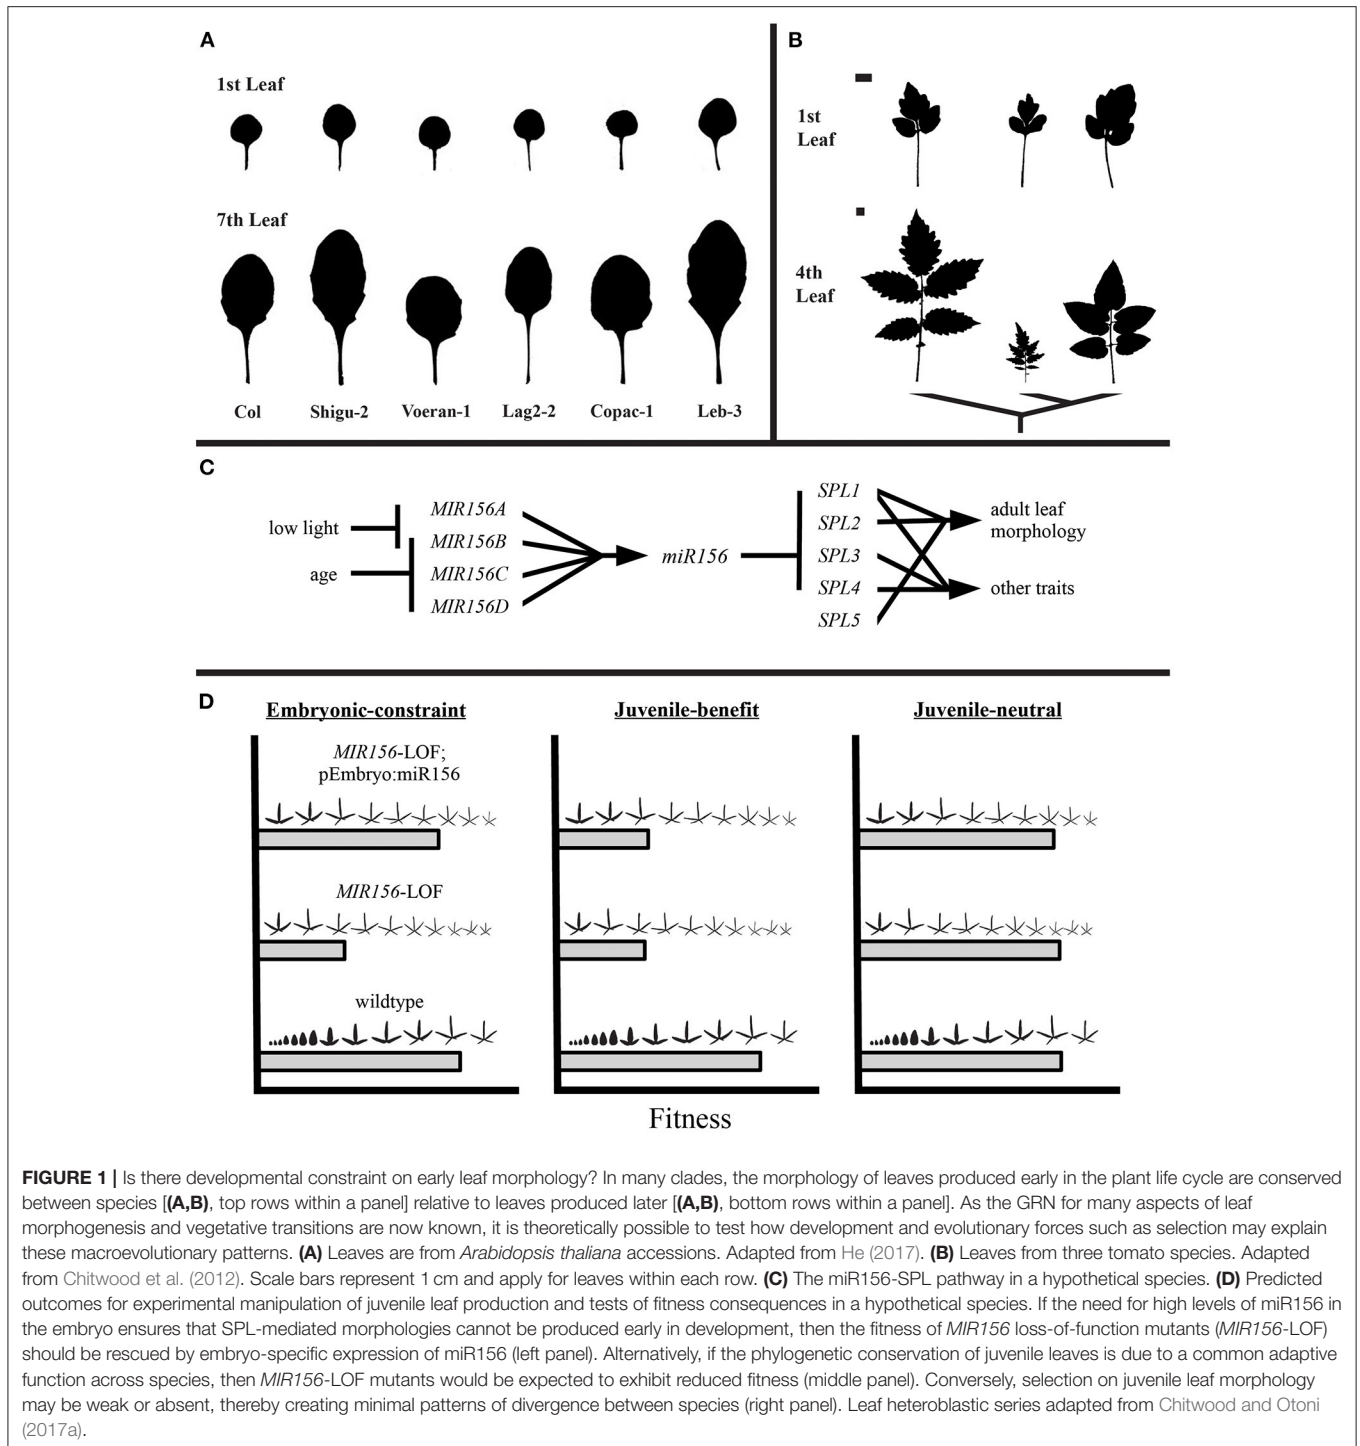 A
1st Leaf
7th Leaf
Col Shigu-2 Voeran-1 Lag2-2 Copac-1 Leb-3
B
1st
Leaf
4th
Leaf
C
low light
age
MIR156A
MIR156B
MIR156C
MIR156D
miR156
SPL1
SPL2
SPL3
SPL4
SPL5
adult leaf
morphology
other traits
D
Embryonic-constraint
MIR156-LOF;
pEmbryo:miR156
MIR156-LOF
wildtype
Juvenile-benefit
Juvenile-neutral
Fitness
FIGURE 1 | Is there developmental constraint on early leaf morphology? In many clades, the morphology of leaves produced early in the plant life cycle are conserved
between species [(A,B), top rows within a panel] relative to leaves produced later [(A,B), bottom rows within a panel]. As the GRN for many aspects of leaf
morphogenesis and vegetative transitions are now known, it is theoretically possible to test how development and evolutionary forces such as selection may explain
these macroevolutionary patterns. (A) Leaves are from Arabidopsis thaliana accessions. Adapted from He (2017). (B) Leaves from three tomato species. Adapted
from Chitwood et al. (2012). Scale bars represent 1 cm and apply for leaves within each row. (C) The miR156-SPL pathway in a hypothetical species. (D) Predicted
outcomes for experimental manipulation of juvenile leaf production and tests of fitness consequences in a hypothetical species. If the need for high levels of miR156 in
the embryo ensures that SPL-mediated morphologies cannot be produced early in development, then the fitness of MIR156 loss-of-function mutants (MIR156-LOF)
should be rescued by embryo-specific expression of miR156 (left panel). Alternatively, if the phylogenetic conservation of juvenile leaves is due to a common adaptive
function across species, then MIR156-LOF mutants would be expected to exhibit reduced fitness (middle panel). Conversely, selection on juvenile leaf morphology
may be weak or absent, thereby creating minimal patterns of divergence between species (right panel). Leaf heteroblastic series adapted from Chitwood and Otoni
(2017a).